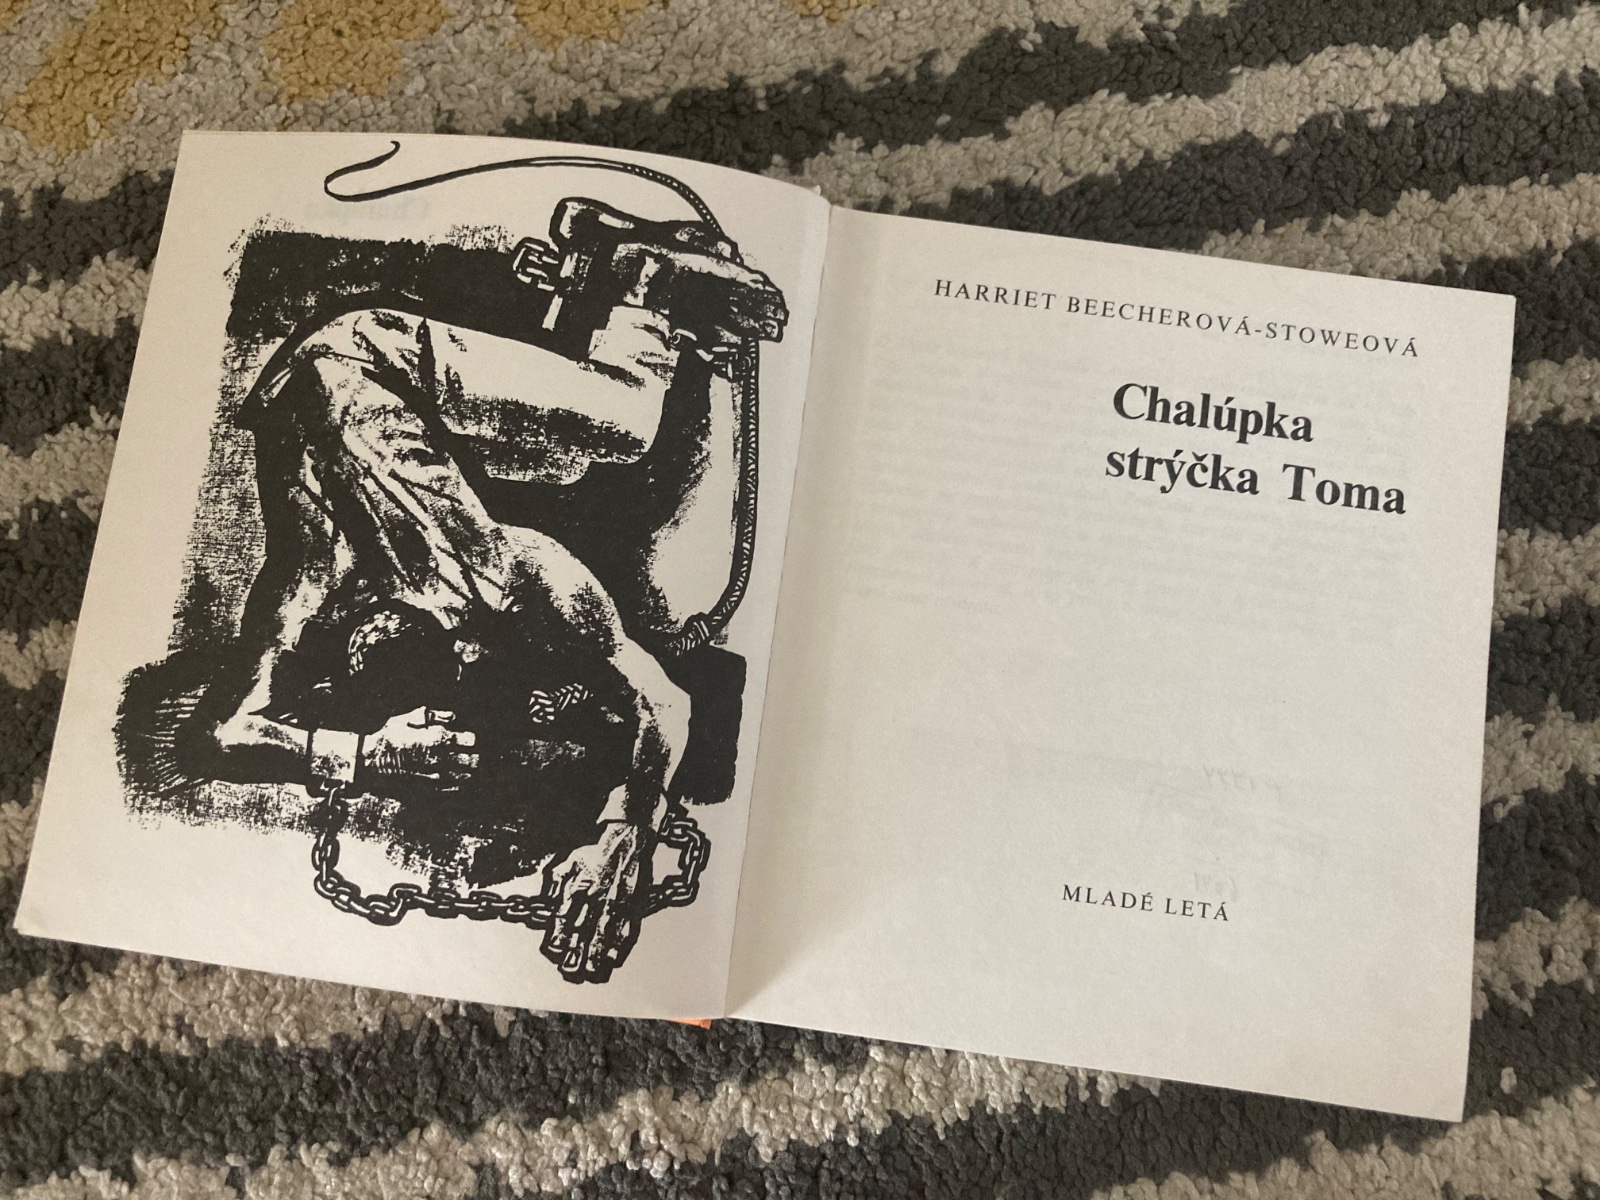 HARRIET BEECHEROVÁ-STOWEOVÁ
Chalúpka
strýčka Toma
MLADÉ LETÁ